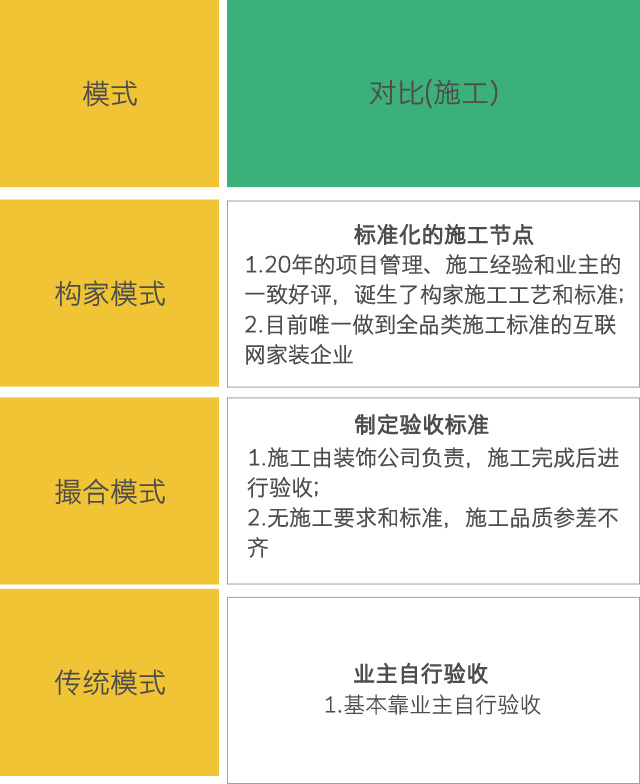 模式
对比(施工)
构家模式
标准化的施工节点
1.20年的项目管理、施工经验和业主的
一致好评，诞生了构家施工工艺和标准;
2.目前唯一做到全品类施工标准的互联
网家装企业
撮合模式
制定验收标准
1.施工由装饰公司负责，施工完成后进
行验收;
2.无施工要求和标准，施工品质参差不
齐
传统模式
业主自行验收
1.基本靠业主自行验收